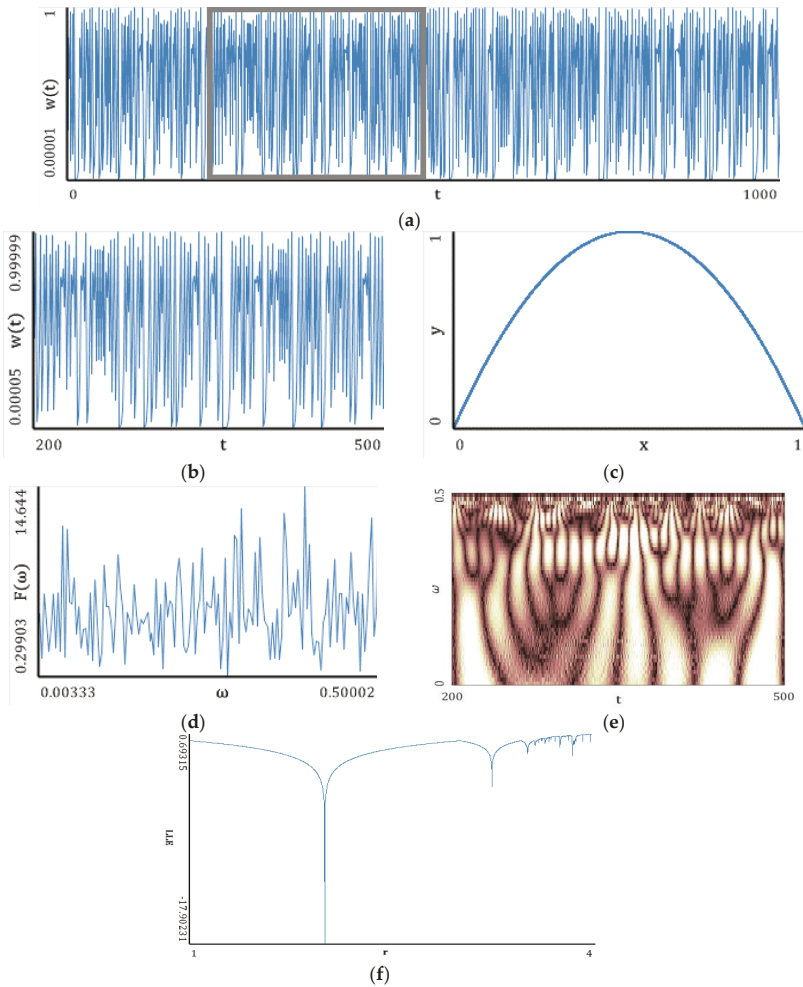 1
w(t)
0.00001
0
t
1000
(a)
0.99999
w(t)
0.00005
200
t
500
(b)
1
y
0
0
x
1
(c)
14.644
F(ω)
0.29903
0.00333
ω
0.50002
(d)
0.5
ω
0
200
t
500
(e)
0.69315
LLE
-17.90231
1
r
4
(f)